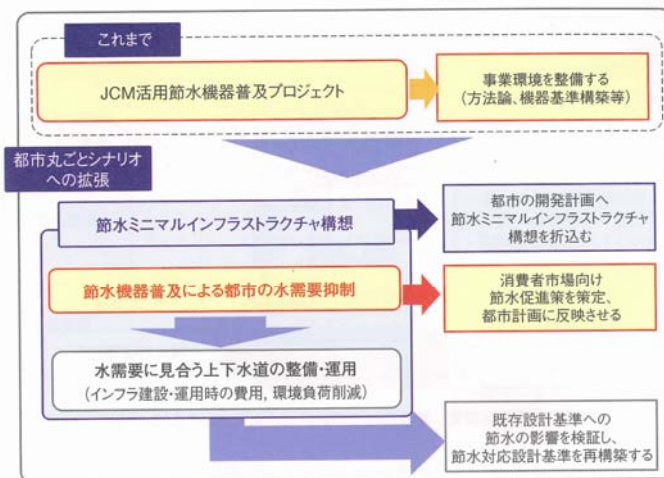 これまで
JCM活用節水機器普及プロジェクト
事業環境を整備する
(方法論、機器基準構築等)
都市丸ごとシナリオ
への拡張
節水ミニマルインフラストラクチャ構想
都市の開発計画へ
節水ミニマルインフラストラクチャ
構想を折込む
節水機器普及による都市の水需要抑制
消費者市場向け
節水促進策を策定、
都市計画に反映させる
水需要に見合う上下水道の整備・運用
(インフラ建設・運用時の費用, 環境負荷削減)
既存設計基準への
節水の影響を検証し、
節水対応設計基準を再構築する